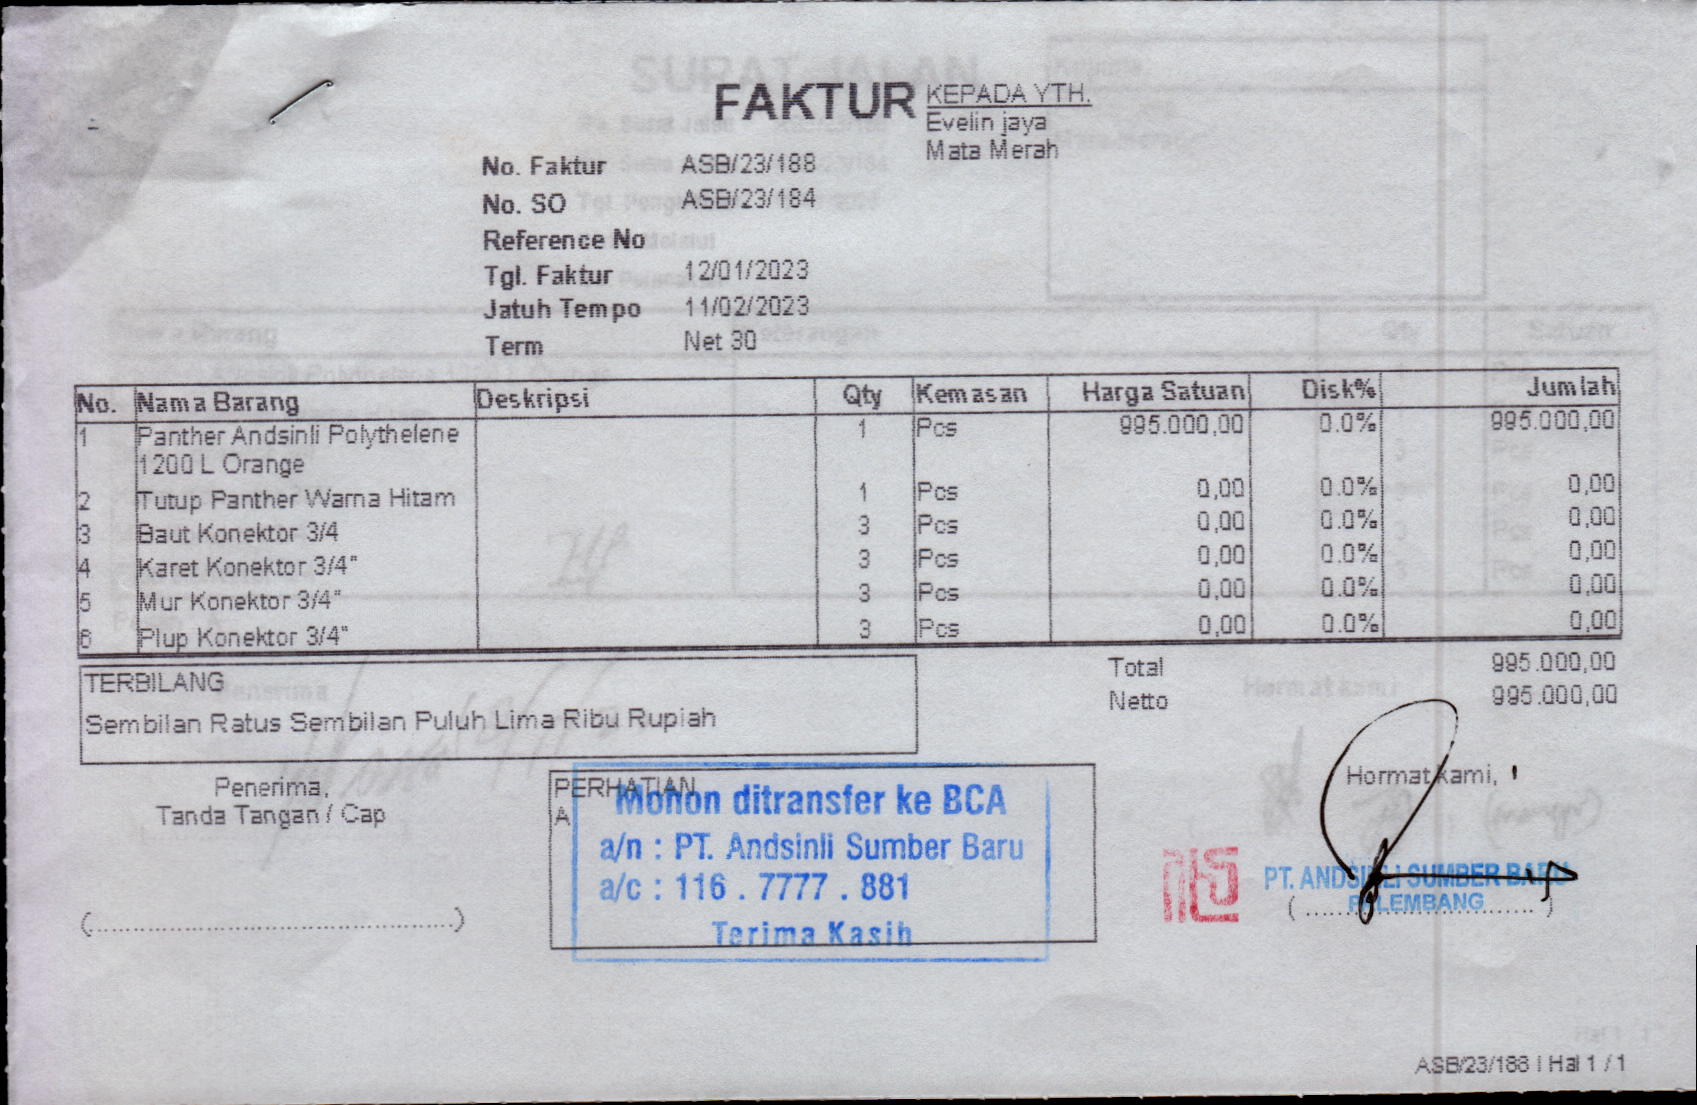 FAKTUR
KEPADA YTH.
Evelin jaya
Mata Merah
No. Faktur ASB/23/188
No. SO ASB/23/184
Reference No
Tgl. Faktur 12/01/2023
Jatuh Tempo 11/02/2023
Term Net 30
No. Nama Barang Deskripsi Qty Kemasan Harga Satuan Disk% Jumlah
1 Panther Andsinli Polythelene 1 Pcs 995.000,00 0.0% 995.000,00
1200 L Orange
2 Tutup Panther Warna Hitam 1 Pcs 0,00 0.0% 0,00
3 Baut Konektor 3/4 3 Pcs 0,00 0.0% 0,00
4 Karet Konektor 3/4" 3 Pcs 0,00 0.0% 0,00
5 Mur Konektor 3/4" 3 Pcs 0,00 0.0% 0,00
6 Plup Konektor 3/4" 3 Pcs 0,00 0.0% 0,00
Total 995.000,00
Netto 995.000,00
TERBILANG
Sembilan Ratus Sembilan Puluh Lima Ribu Rupiah
Penerima,
Tanda Tangan / Cap
(..................................................)
PERHATIAN
A
Mohon ditransfer ke BCA
a/n : PT. Andsinli Sumber Baru
a/c : 116 . 7777 . 881
Terima Kasih
Hormat kami,
PT. ANDSINLI SUMBER BARU
PALEMBANG
ASB/23/188 | Hal 1 / 1